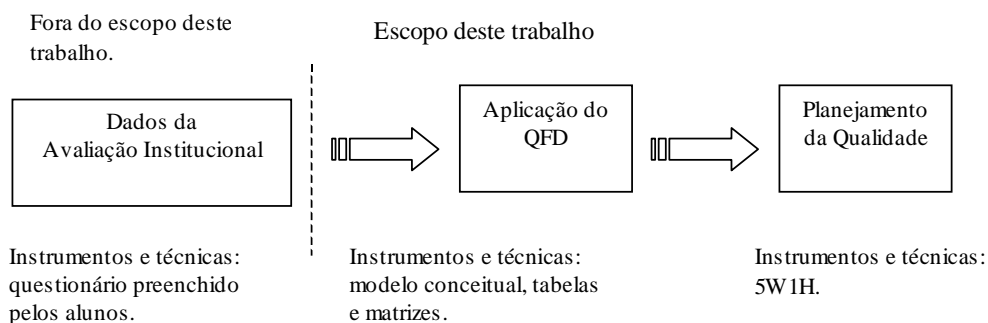 Fora do escopo deste
trabalho.
Escopo deste trabalho
Dados da
Avaliação Institucional
Aplicação do
QFD
Planejamento
da Qualidade
Instrumentos e técnicas:
questionário preenchido
pelos alunos.
Instrumentos e técnicas:
modelo conceitual, tabelas
e matrizes.
Instrumentos e técnicas:
5W1H.